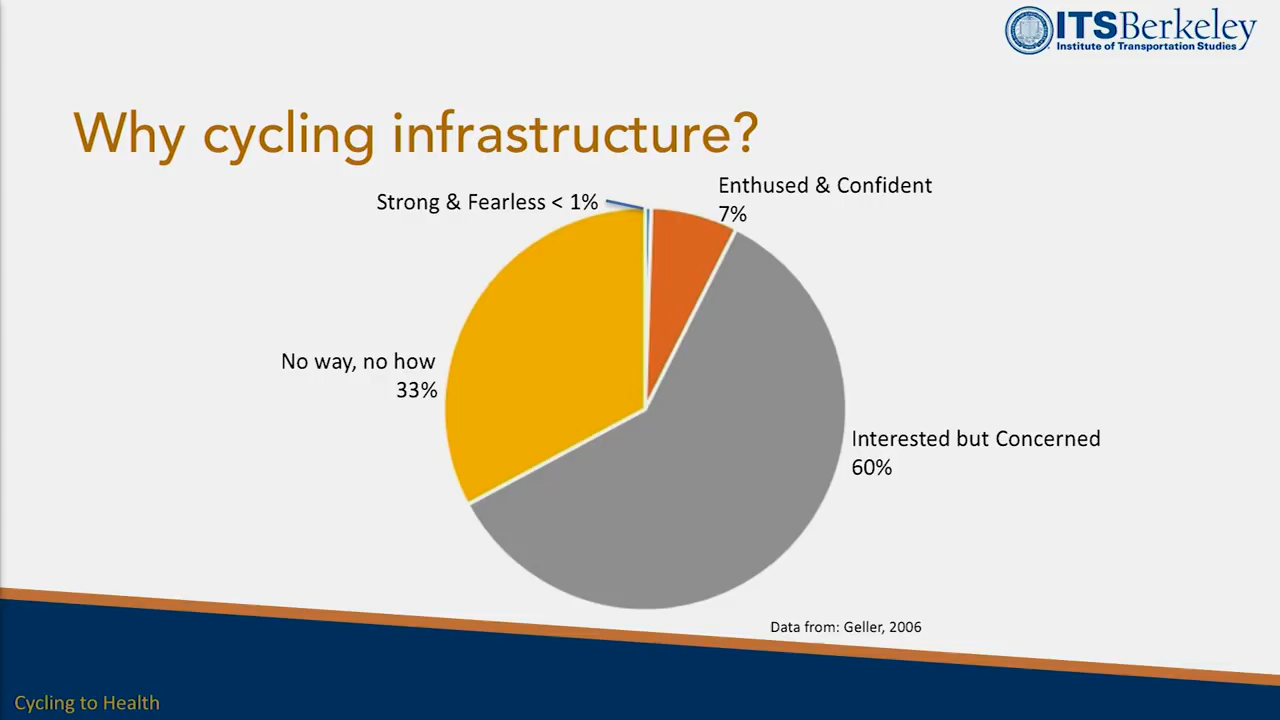 ITSBerkeley
Institute of Transportation Studies
Why cycling infrastructure?
Enthused & Confident
7%
Strong & Fearless < 1%
No way, no how
33%
Interested but Concerned
60%
Data from: Geller, 2006
Cycling to Health